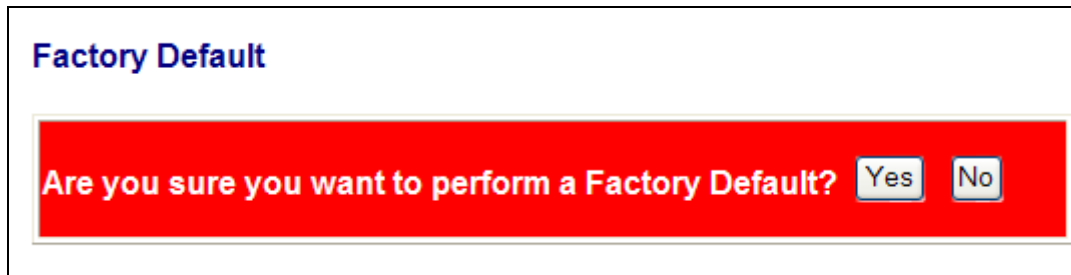 Factory Default
Are you sure you want to perform a Factory Default? Yes No